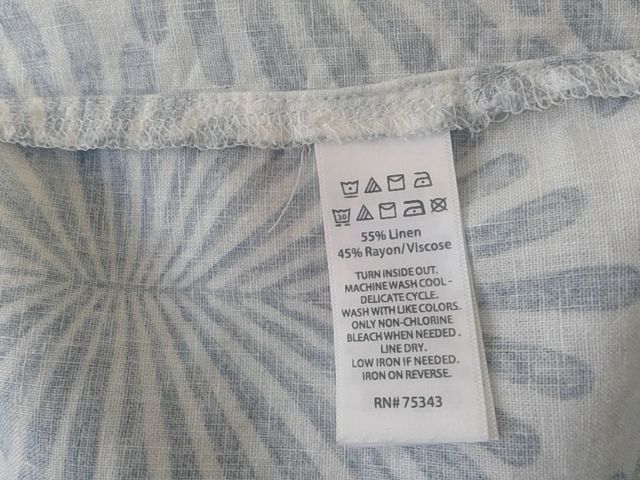 30
55% Linen
45% Rayon/Viscose
TURN INSIDE OUT.
MACHINE WASH COOL -
DELICATE CYCLE.
WASH WITH LIKE COLORS.
ONLY NON-CHLORINE
BLEACH WHEN NEEDED.
LINE DRY.
LOW IRON IF NEEDED.
IRON ON REVERSE.
RN# 75343